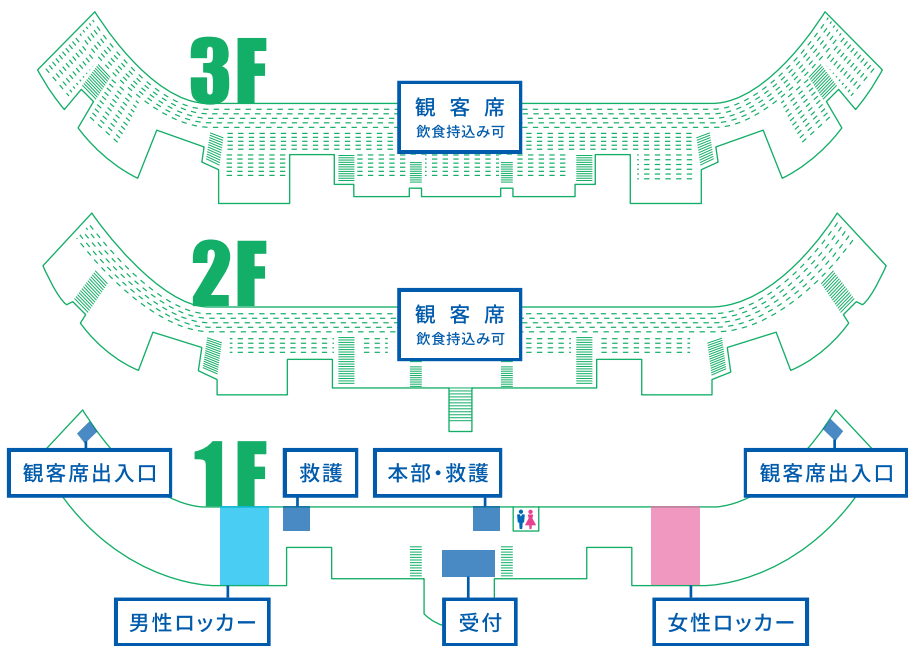 3F
観客席
飲食持込み可
2F
観客席
飲食持込み可
1F
観客席出入口
救護
本部・救護
観客席出入口
男性ロッカー
受付
女性ロッカー